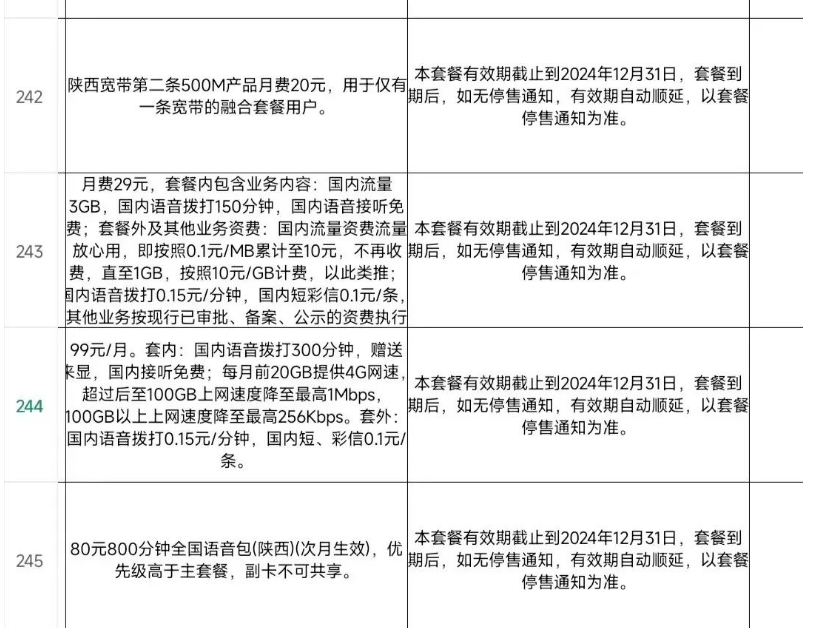 242
陕西宽带第二条500M产品月费20元，用于仅有
一条宽带的融合套餐用户。
本套餐有效期截止到2024年12月31日，套餐到
期后，如无停售通知，有效期自动顺延，以套餐
停售通知为准。
243
月费29元，套餐内包含业务内容：国内流量
3GB，国内语音拨打150分钟，国内语音接听免
费；套餐外及其他业务资费：国内流量资费流量
放心用，即按照0.1元/MB累计至10元，不再收
费，直至1GB，按照10元/GB计费，以此类推；
国内语音拨打0.15元/分钟，国内短彩信0.1元/条，
其他业务按现行已审批、备案、公示的资费执行
本套餐有效期截止到2024年12月31日，套餐到
期后，如无停售通知，有效期自动顺延，以套餐
停售通知为准。
244
99元/月。套内：国内语音拨打300分钟，赠送
来显，国内接听免费；每月前20GB提供4G网速，
超过后至100GB上网速度降至最高1Mbps，
100GB以上上网速度降至最高256Kbps。套外：
国内语音拨打0.15元/分钟，国内短、彩信0.1元/
条。
本套餐有效期截止到2024年12月31日，套餐到
期后，如无停售通知，有效期自动顺延，以套餐
停售通知为准。
245
80元800分钟全国语音包(陕西)(次月生效)，优
先级高于主套餐，副卡不可共享。
本套餐有效期截止到2024年12月31日，套餐到
期后，如无停售通知，有效期自动顺延，以套餐
停售通知为准。